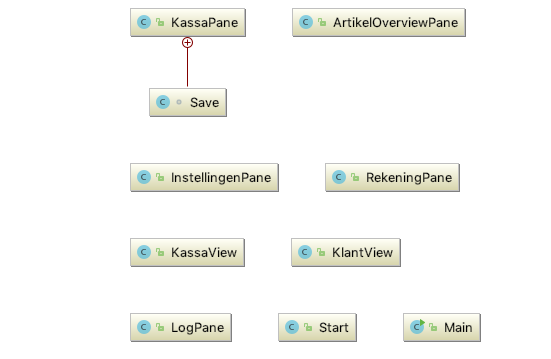 KassaPane
ArtikelOverviewPane
Save
InstellingenPane
RekeningPane
KassaView
KlantView
LogPane
Start
Main